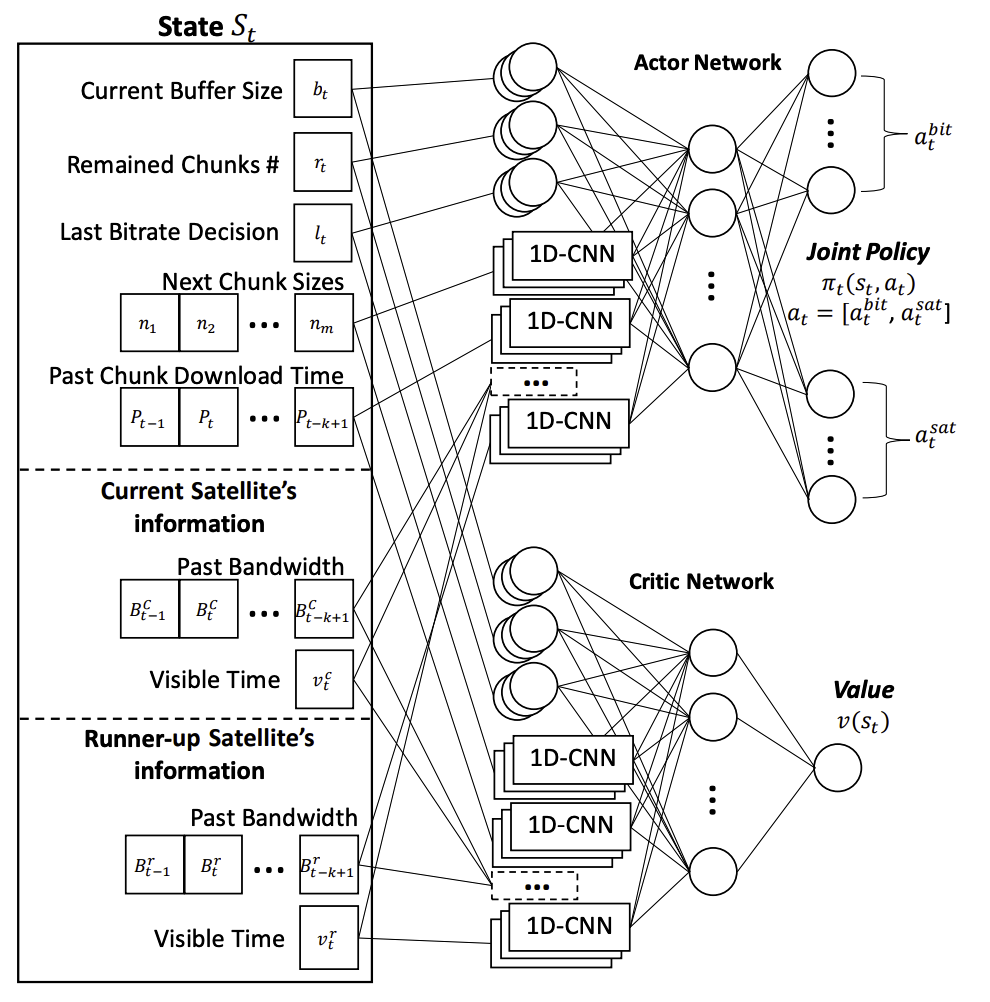 State S_t
Current Buffer Size b_t
Remained Chunks # r_t
Last Bitrate Decision l_t
Next Chunk Sizes
n_1 n_2 ••• n_m
Past Chunk Download Time
P_{t−1} P_t ••• P_{t−k+1}
Current Satellite's
information
Past Bandwidth
B^c_{t−1} B^c_t ••• B^c_{t−k+1}
Visible Time v^c_t
Runner-up Satellite's
information
Past Bandwidth
B^r_{t−1} B^r_t ••• B^r_{t−k+1}
Visible Time v^r_t
Actor Network
1D-CNN
1D-CNN
•••
1D-CNN
a^{bit}_t
Joint Policy
π_t(s_t, a_t)
a_t = [a^{bit}_t, a^{sat}_t]
a^{sat}_t
Critic Network
1D-CNN
1D-CNN
•••
1D-CNN
Value
v(s_t)